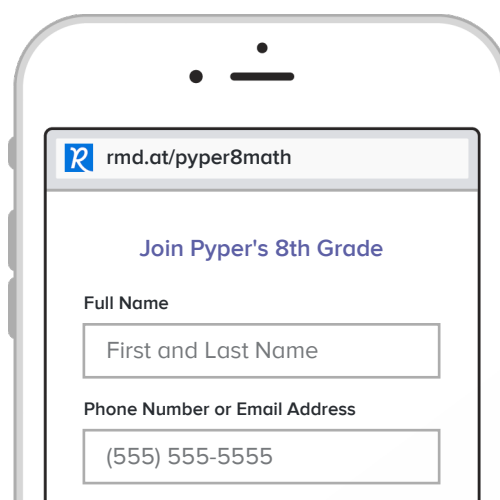 rmd.at/pyper8math
Join Pyper's 8th Grade
Full Name
First and Last Name
Phone Number or Email Address
(555) 555-5555